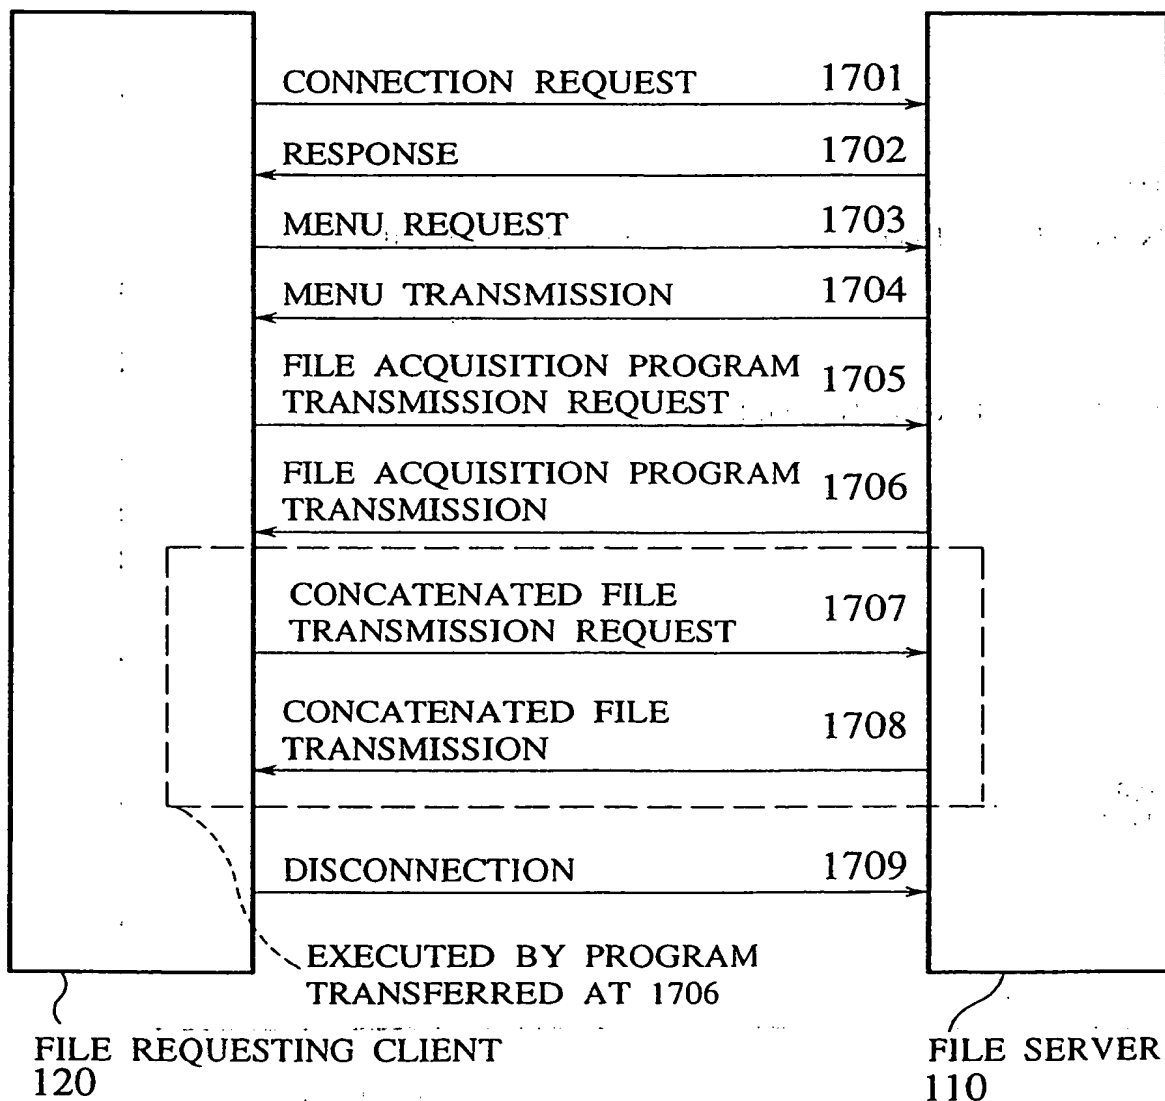 CONNECTION REQUEST 1701
RESPONSE 1702
MENU REQUEST 1703
MENU TRANSMISSION 1704
FILE ACQUISITION PROGRAM
TRANSMISSION REQUEST 1705
FILE ACQUISITION PROGRAM
TRANSMISSION 1706
CONCATENATED FILE
TRANSMISSION REQUEST 1707
CONCATENATED FILE
TRANSMISSION 1708
DISCONNECTION 1709
EXECUTED BY PROGRAM
TRANSFERRED AT 1706
FILE REQUESTING CLIENT
120
FILE SERVER
110